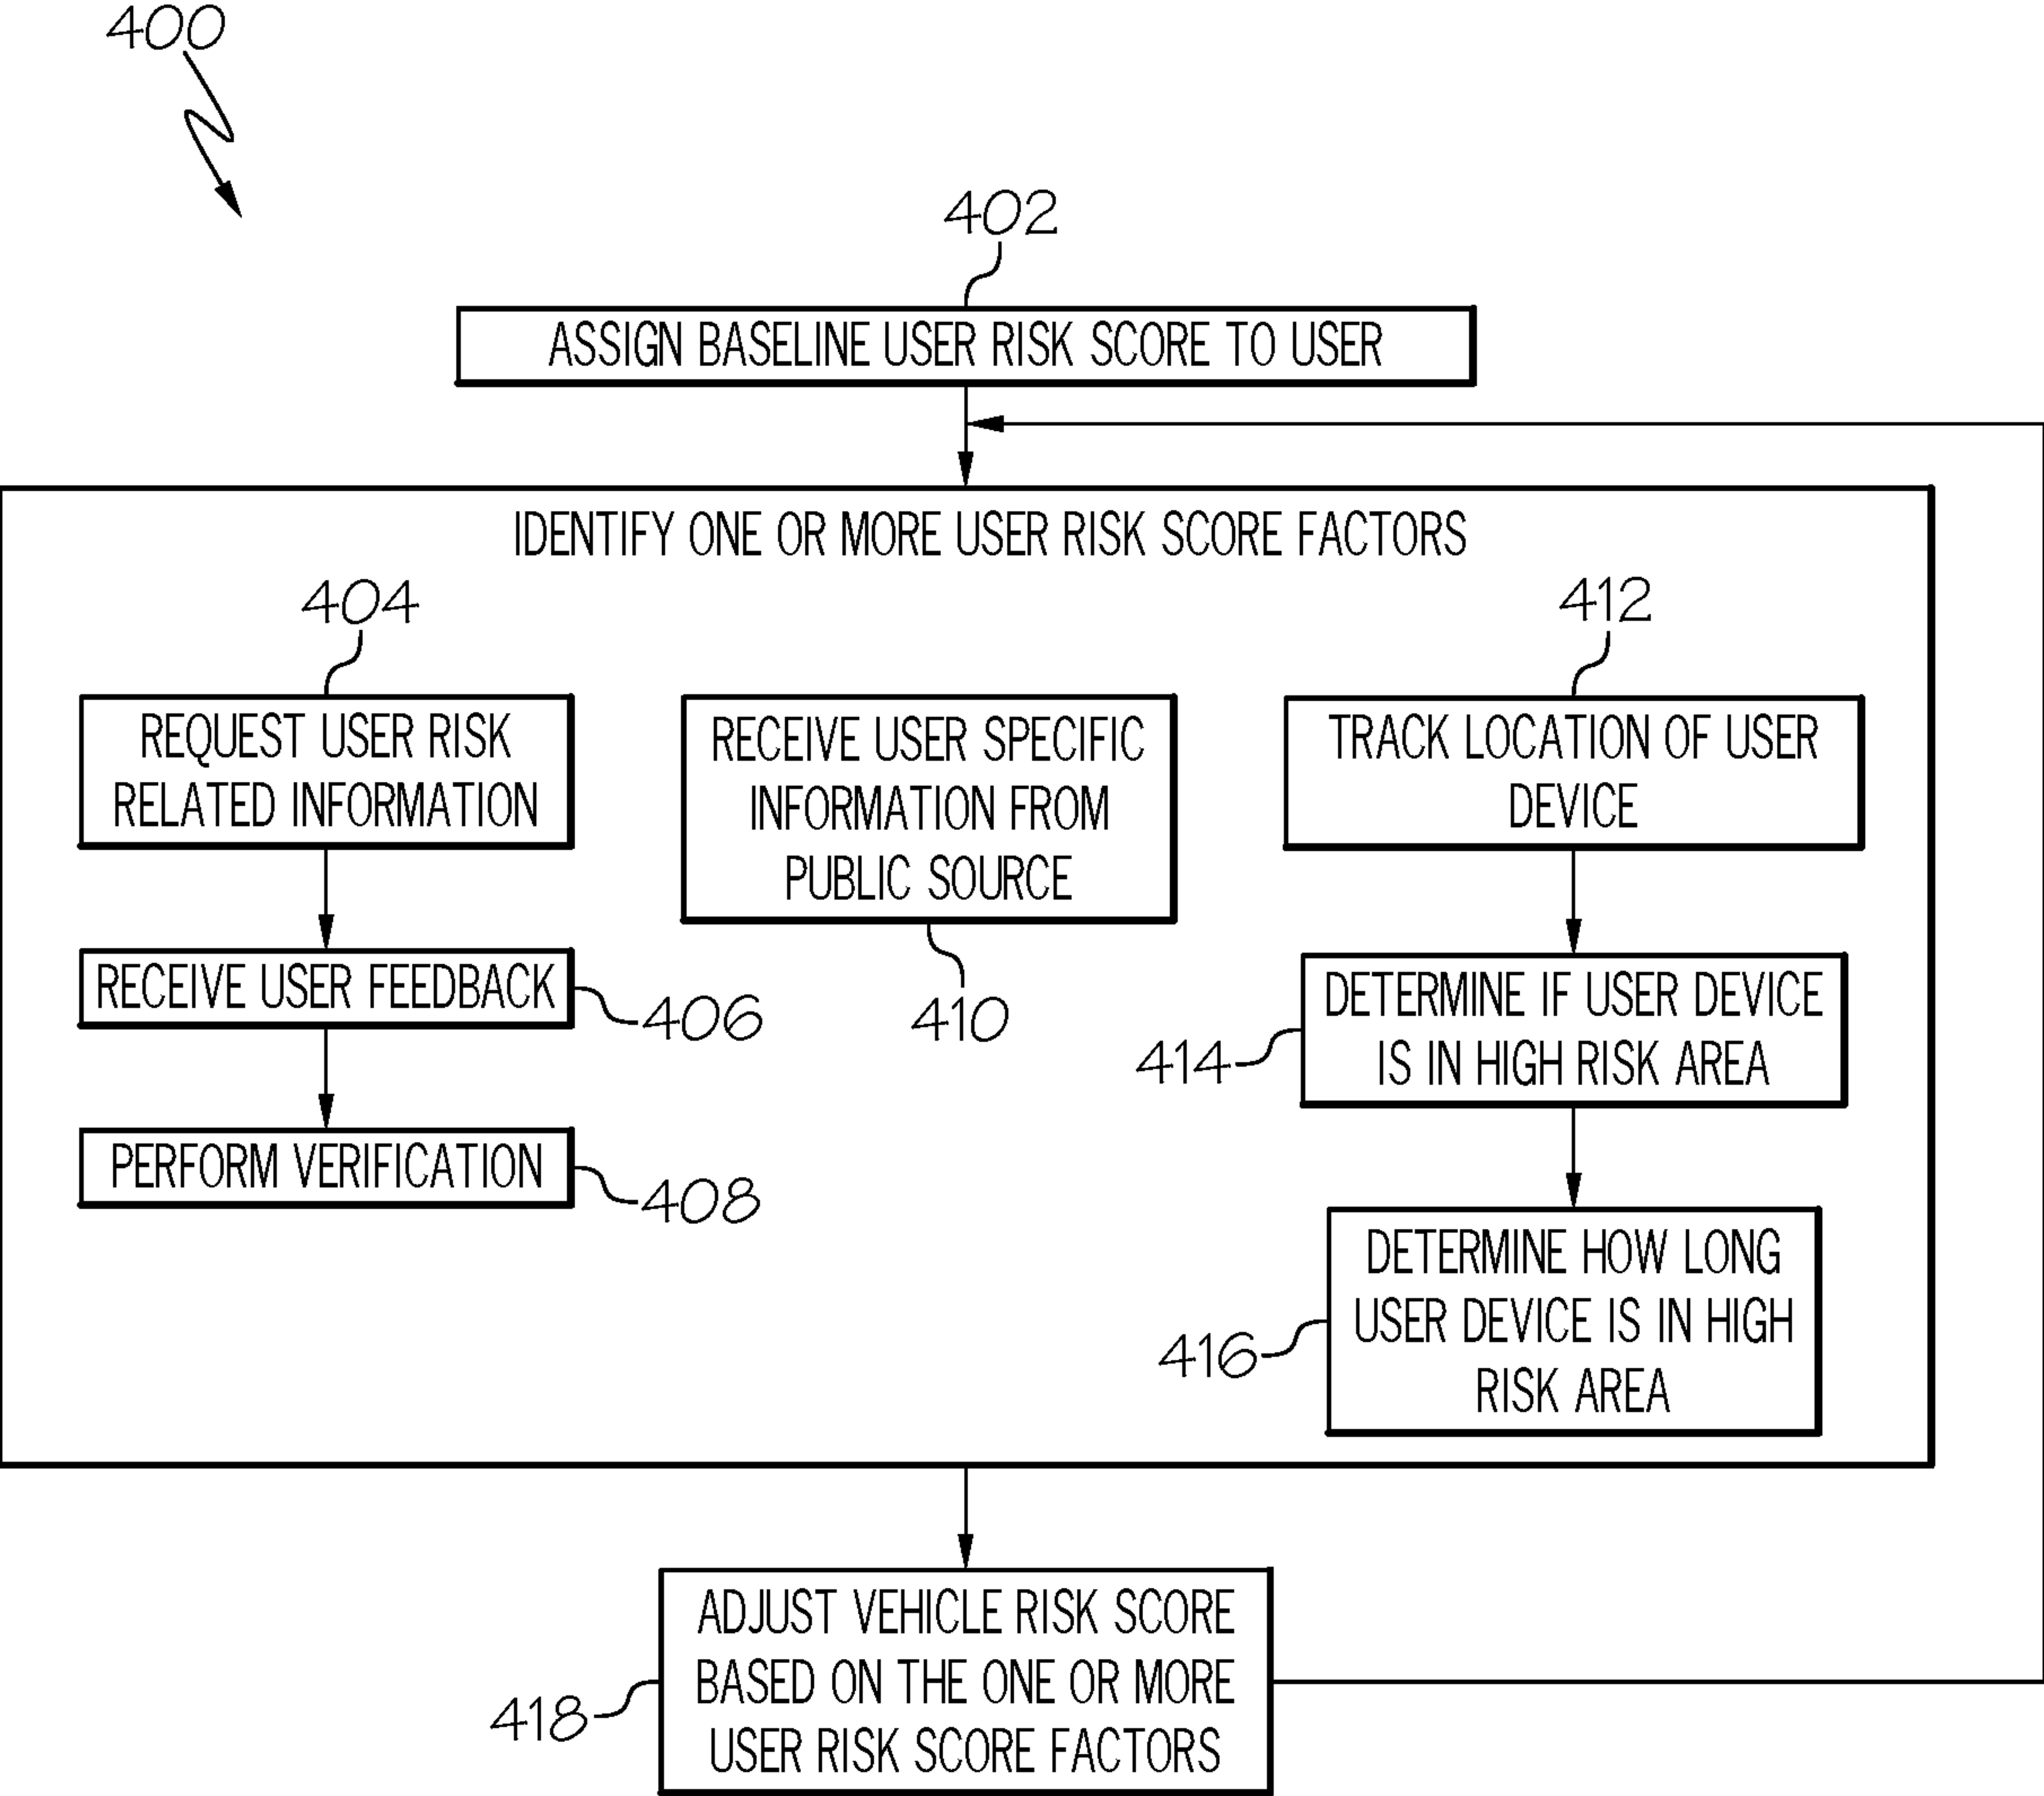 400
402
ASSIGN BASELINE USER RISK SCORE TO USER
IDENTIFY ONE OR MORE USER RISK SCORE FACTORS
404
REQUEST USER RISK
RELATED INFORMATION
RECEIVE USER FEEDBACK
406
PERFORM VERIFICATION
408
RECEIVE USER SPECIFIC
INFORMATION FROM
PUBLIC SOURCE
410
412
TRACK LOCATION OF USER
DEVICE
DETERMINE IF USER DEVICE
IS IN HIGH RISK AREA
414
DETERMINE HOW LONG
USER DEVICE IS IN HIGH
RISK AREA
416
ADJUST VEHICLE RISK SCORE
BASED ON THE ONE OR MORE
USER RISK SCORE FACTORS
418